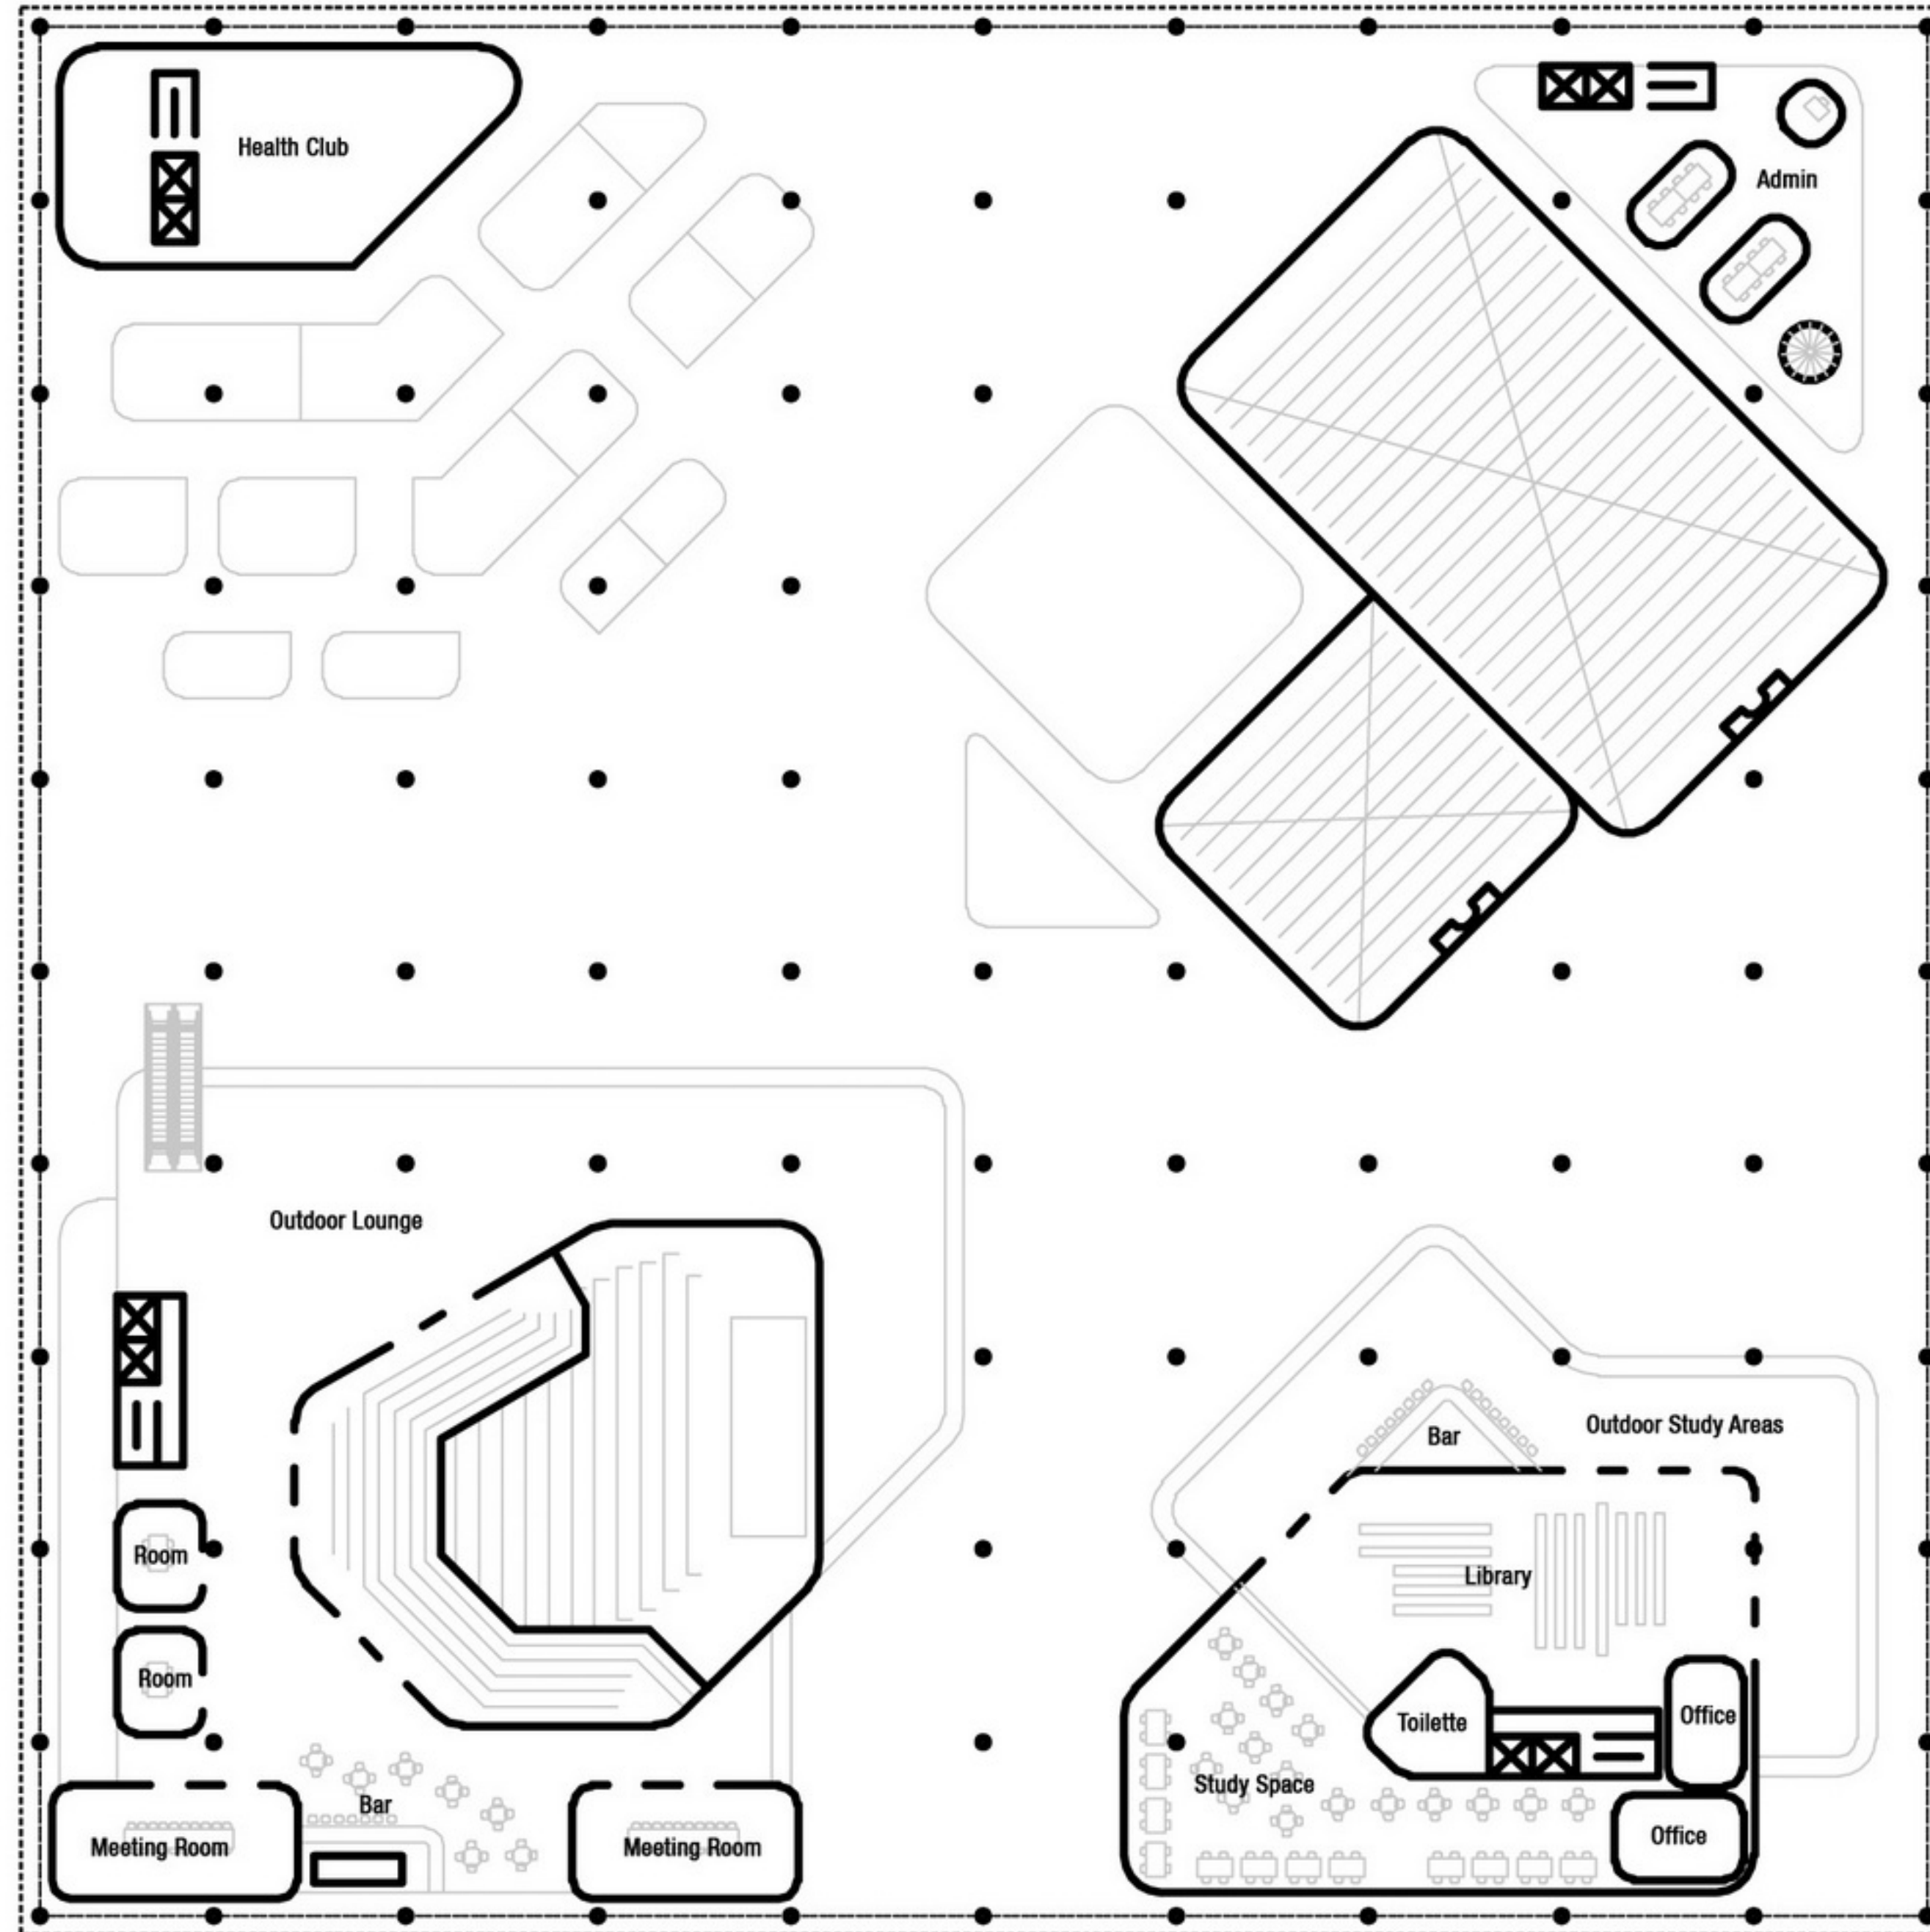 Health Club
Admin
Outdoor Lounge
Bar
Outdoor Study Areas
Room
Library
Room
Office
Toilette
Study Space
Bar
Office
Meeting Room
Meeting Room